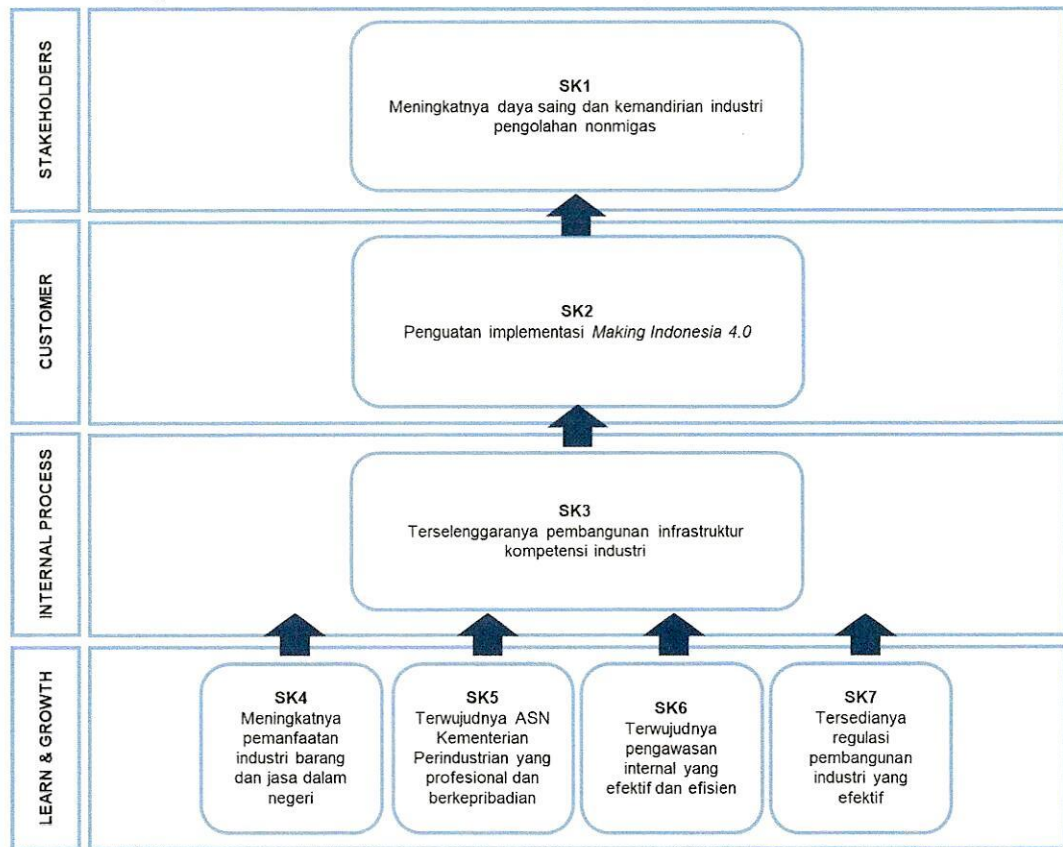 STAKEHOLDERS
SK1
Meningkatnya daya saing dan kemandirian industri
pengolahan nonmigas
CUSTOMER
SK2
Penguatan implementasi Making Indonesia 4.0
INTERNAL PROCESS
SK3
Terselenggaranya pembangunan infrastruktur
kompetensi industri
LEARN & GROWTH
SK4
Meningkatnya
pemanfaatan
industri barang
dan jasa dalam
negeri
SK5
Terwujudnya ASN
Kementerian
Perindustrian yang
profesional dan
berkepribadian
SK6
Terwujudnya
pengawasan
internal yang
efektif dan efisien
SK7
Tersedianya
regulasi
pembangunan
industri yang
efektif